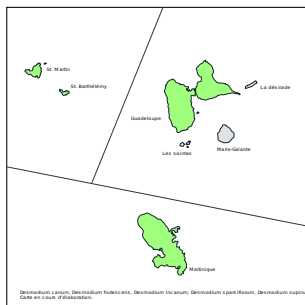 St. Martin
St. Barthélémy
La désirade
Guadeloupe
Marie-Galante
Les saintes
Martinique
Desmodium canum, Desmodium frutescens, Desmodium incanum, Desmodium sparsiflorum, Desmodium supinum
Carte en cours d'élaboration.